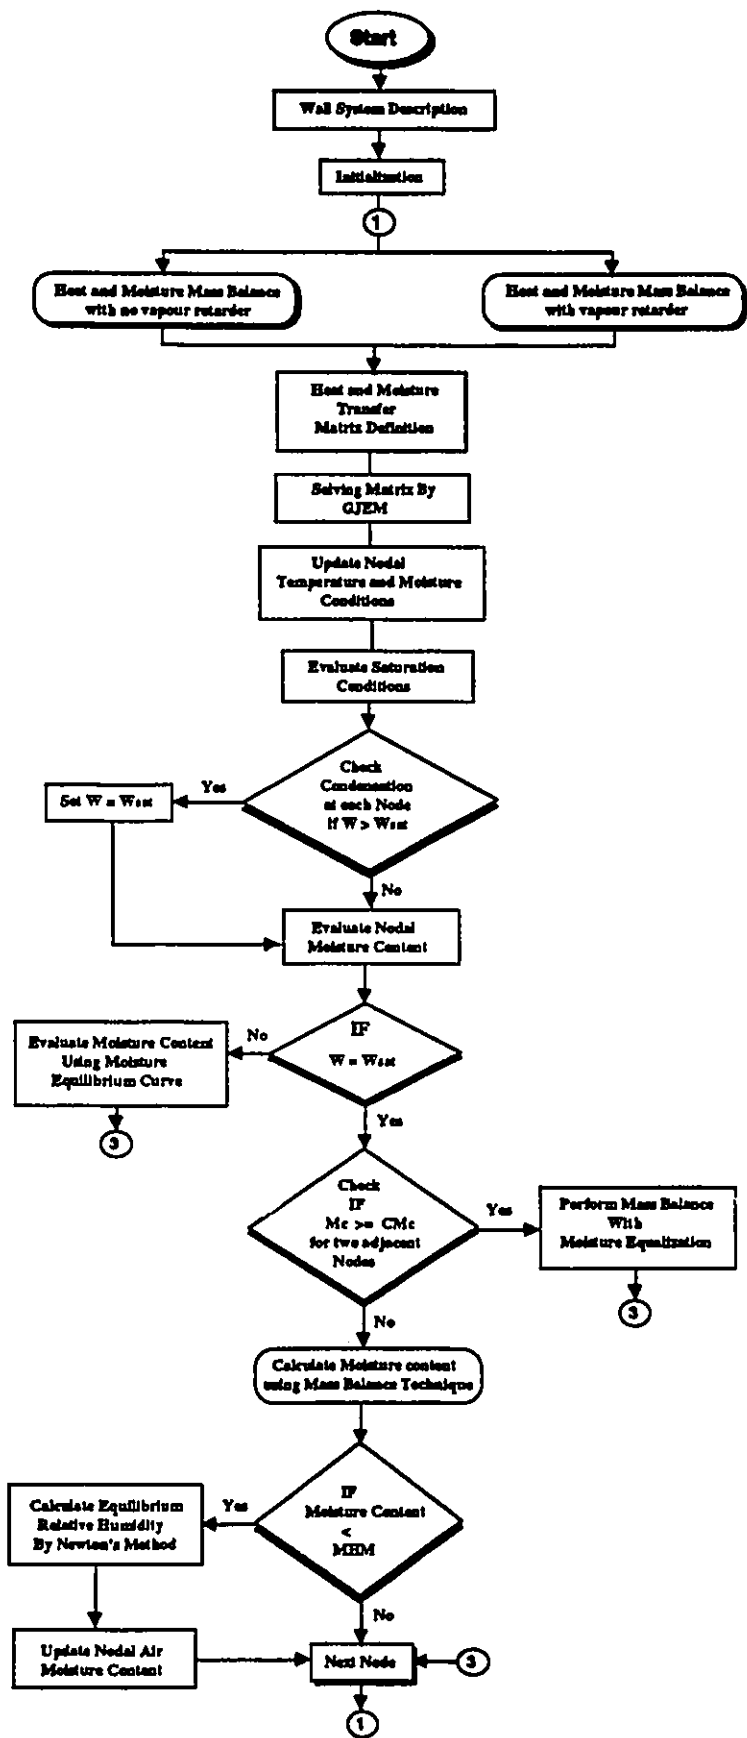 Start
Wall System Description
Initialization
1
Heat and Moisture Mass Balance
with no vapour retarder
Heat and Moisture Mass Balance
with vapour retarder
Heat and Moisture
Transfer
Matrix Definition
Solving Matrix By
GJEM
Update Nodal
Temperature and Moisture
Conditions
Evaluate Saturation
Conditions
Check
Condensation
at each Node
if W > Wsat
Yes
Set W = Wsat
No
Evaluate Nodal
Moisture Content
IF
W = Wsat
No
Evaluate Moisture Content
Using Moisture
Equilibrium Curve
3
Yes
Check
IF
Mc >= CMc
for two adjacent
Nodes
Yes
Perform Mass Balance
With
Moisture Equalization
3
No
Calculate Moisture content
using Mass Balance Technique
IF
Moisture Content
<
MHM
Yes
Calculate Equilibrium
Relative Humidity
By Newton's Method
No
Update Nodal Air
Moisture Content
Next Node
3
1